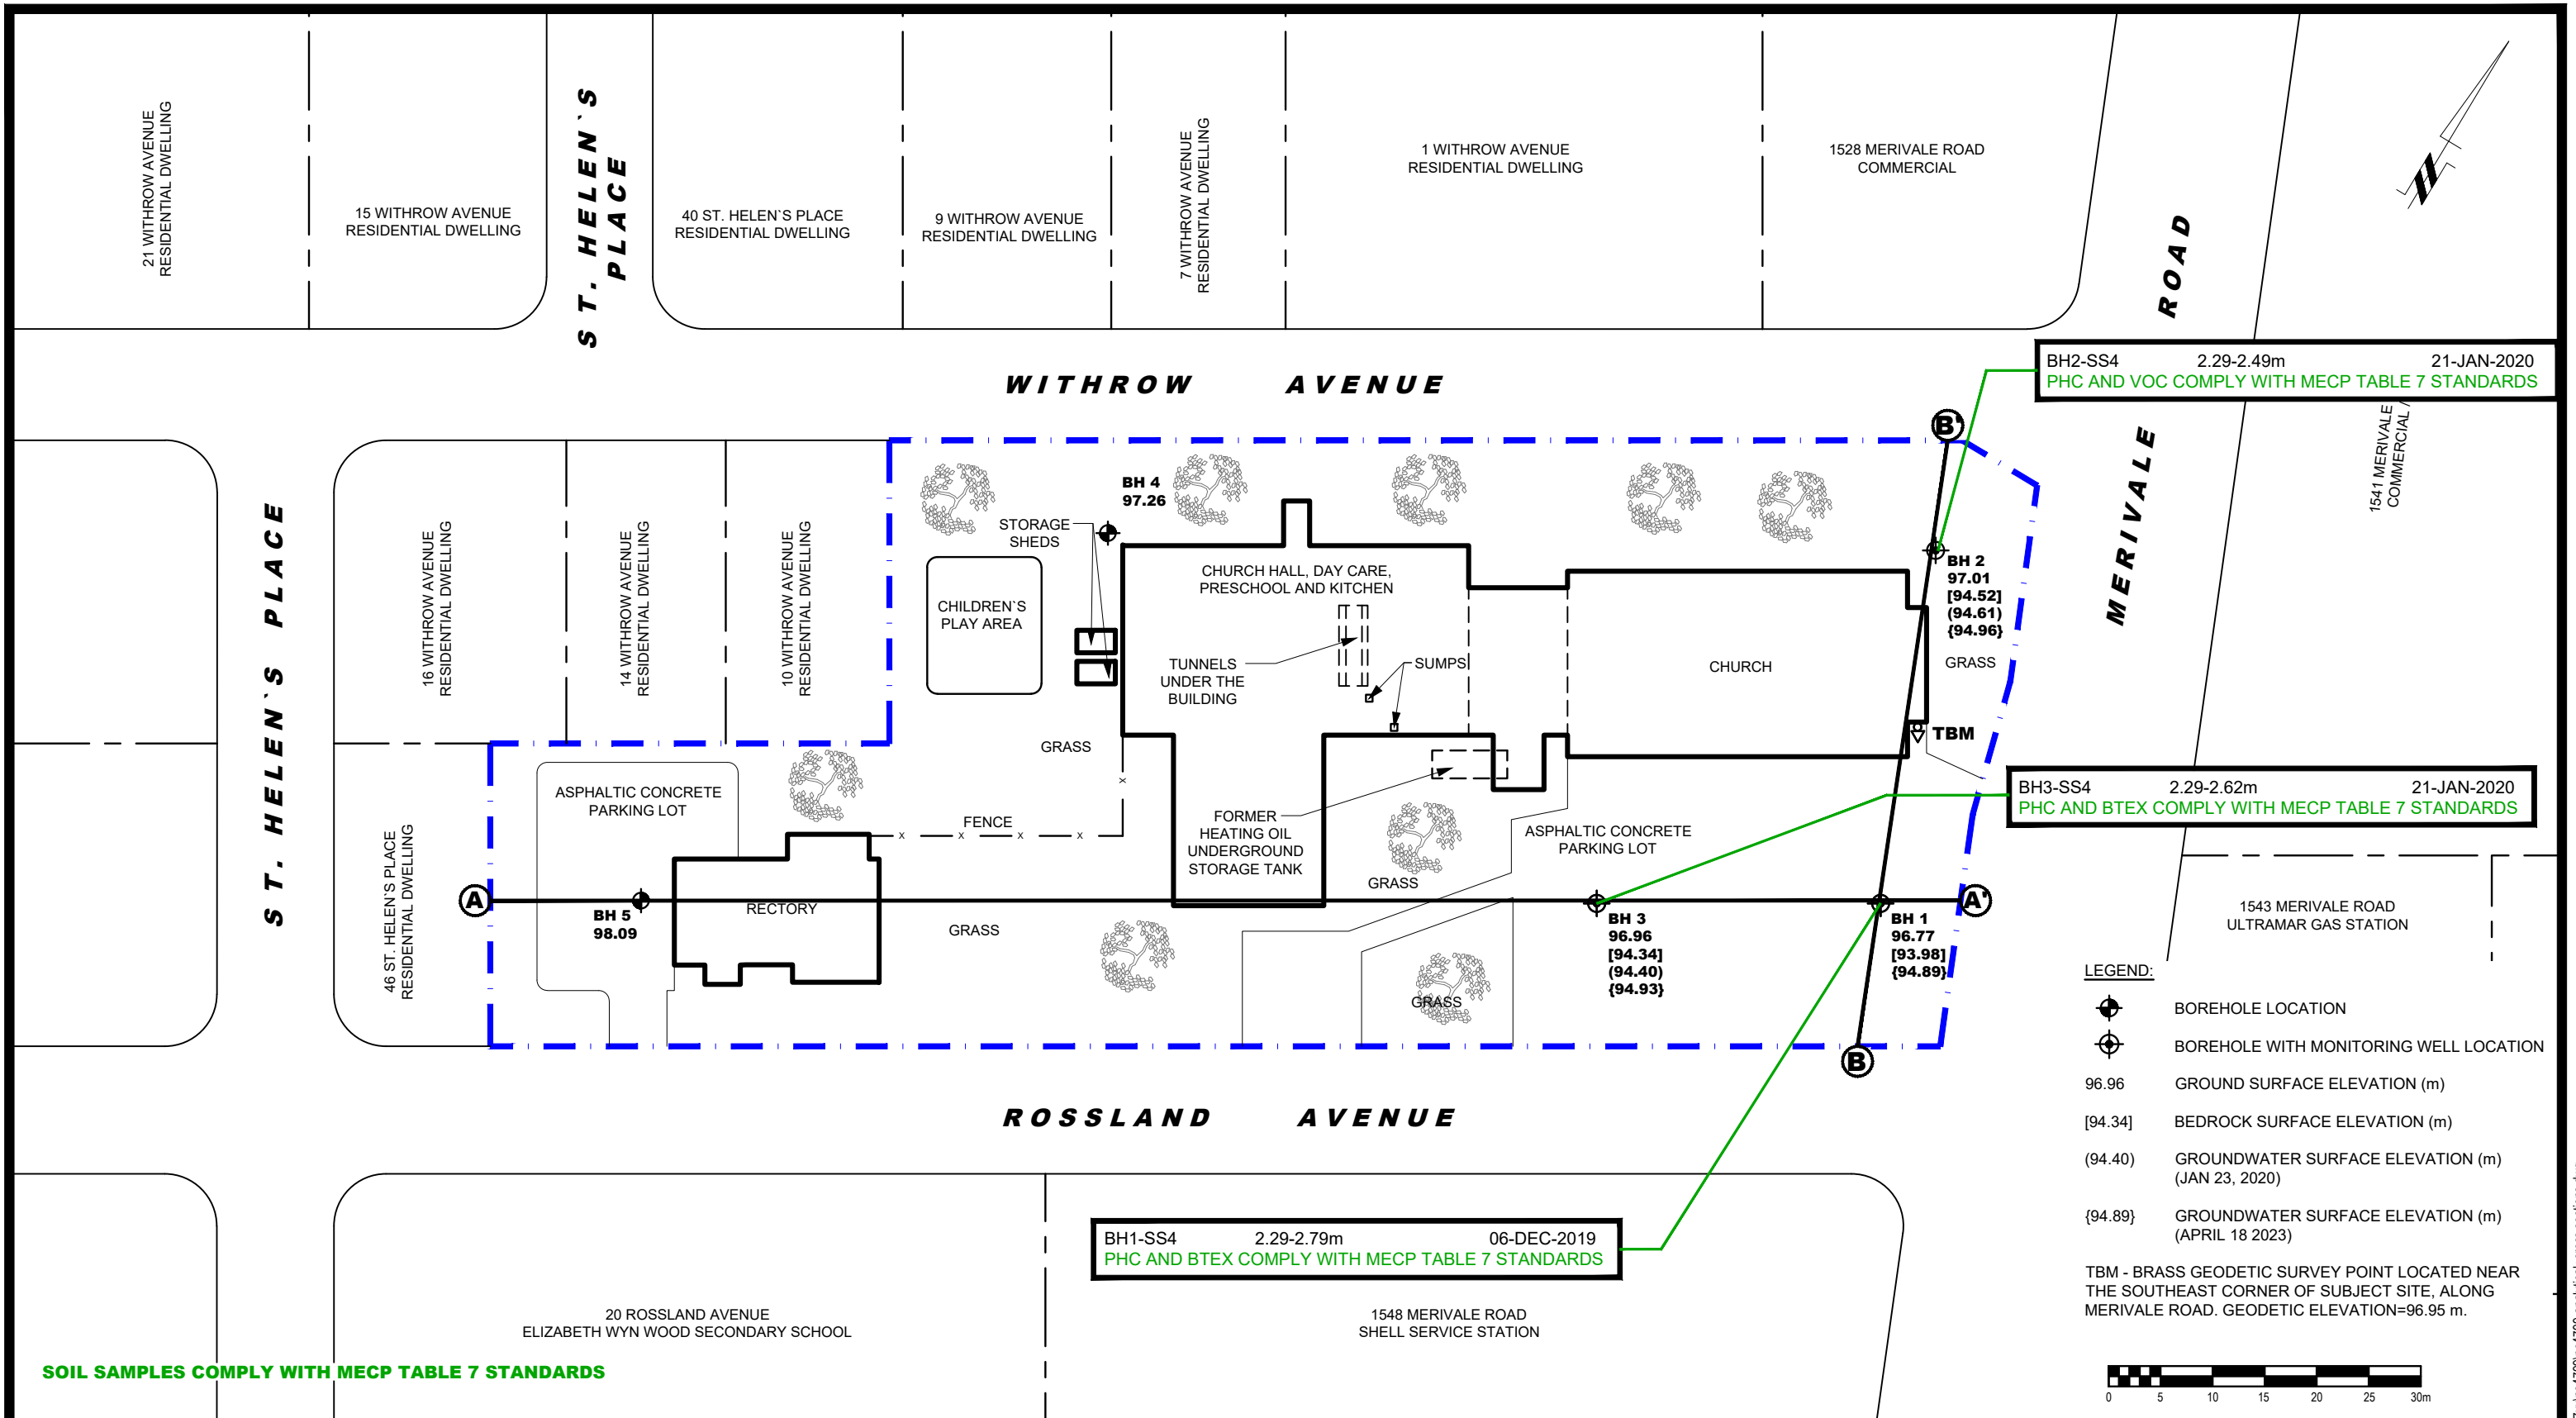 21 WITHROW AVENUE
RESIDENTIAL DWELLING
15 WITHROW AVENUE
RESIDENTIAL DWELLING
ST. HELEN`S
PLACE
40 ST. HELEN`S PLACE
RESIDENTIAL DWELLING
9 WITHROW AVENUE
RESIDENTIAL DWELLING
7 WITHROW AVENUE
RESIDENTIAL DWELLING
1 WITHROW AVENUE
RESIDENTIAL DWELLING
1528 MERIVALE ROAD
COMMERCIAL
MERIVALE ROAD
WITHROW AVENUE
BH2-SS4 2.29-2.49m 21-JAN-2020
PHC AND VOC COMPLY WITH MECP TABLE 7 STANDARDS
1541 MERIVALE
COMMERCIAL /
B'
BH 4
97.26
STORAGE
SHEDS
CHILDREN`S
PLAY AREA
CHURCH HALL, DAY CARE,
PRESCHOOL AND KITCHEN
TUNNELS
UNDER THE
BUILDING
SUMPS
CHURCH
BH 2
97.01
[94.52]
(94.61)
{94.96}
GRASS
TBM
ST. HELEN`S PLACE
16 WITHROW AVENUE
RESIDENTIAL DWELLING
14 WITHROW AVENUE
RESIDENTIAL DWELLING
10 WITHROW AVENUE
RESIDENTIAL DWELLING
46 ST. HELEN'S PLACE
RESIDENTIAL DWELLING
GRASS
ASPHALTIC CONCRETE
PARKING LOT
FENCE
x
x x x x
FORMER
HEATING OIL
UNDERGROUND
STORAGE TANK
ASPHALTIC CONCRETE
PARKING LOT
GRASS
BH3-SS4 2.29-2.62m 21-JAN-2020
PHC AND BTEX COMPLY WITH MECP TABLE 7 STANDARDS
A
BH 5
98.09
RECTORY
GRASS
GRASS
BH 3
96.96
[94.34]
(94.40)
{94.93}
BH 1
96.77
[93.98]
{94.89}
A'
B
1543 MERIVALE ROAD
ULTRAMAR GAS STATION
ROSSLAND AVENUE
BH1-SS4 2.29-2.79m 06-DEC-2019
PHC AND BTEX COMPLY WITH MECP TABLE 7 STANDARDS
20 ROSSLAND AVENUE
ELIZABETH WYN WOOD SECONDARY SCHOOL
1548 MERIVALE ROAD
SHELL SERVICE STATION
SOIL SAMPLES COMPLY WITH MECP TABLE 7 STANDARDS
LEGEND:
BOREHOLE LOCATION
BOREHOLE WITH MONITORING WELL LOCATION
96.96 GROUND SURFACE ELEVATION (m)
[94.34] BEDROCK SURFACE ELEVATION (m)
(94.40) GROUNDWATER SURFACE ELEVATION (m)
(JAN 23, 2020)
{94.89} GROUNDWATER SURFACE ELEVATION (m)
(APRIL 18 2023)
TBM - BRASS GEODETIC SURVEY POINT LOCATED NEAR
THE SOUTHEAST CORNER OF SUBJECT SITE, ALONG
MERIVALE ROAD. GEODETIC ELEVATION=96.95 m.
0 5 10 15 20 25 30m